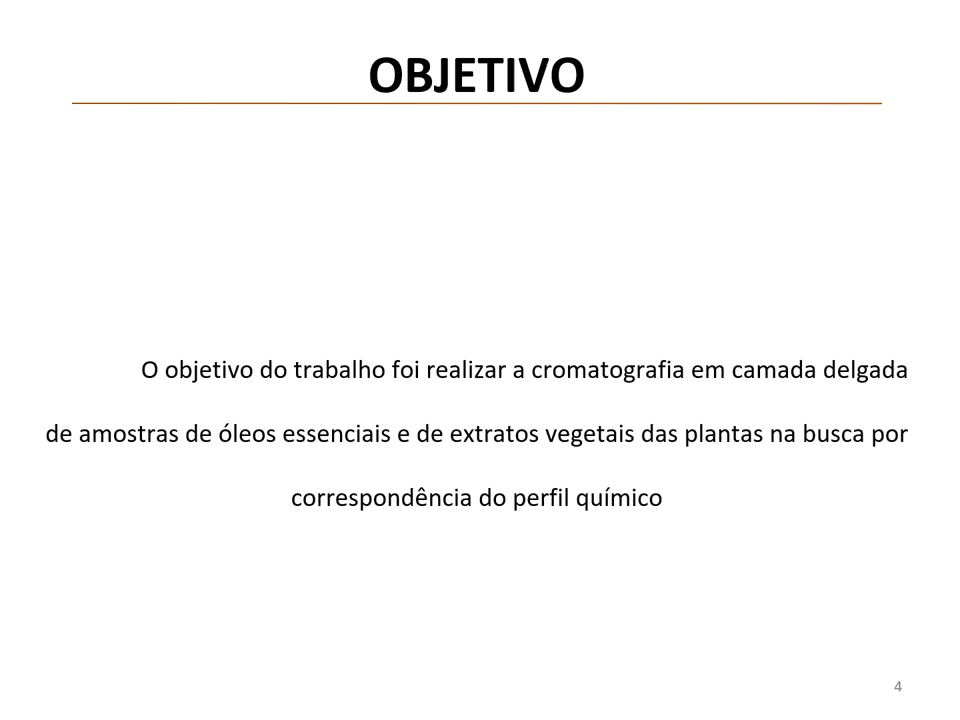 OBJETIVO
O objetivo do trabalho foi realizar a cromatografia em camada delgada
de amostras de óleos essenciais e de extratos vegetais das plantas na busca por
correspondência do perfil químico
4